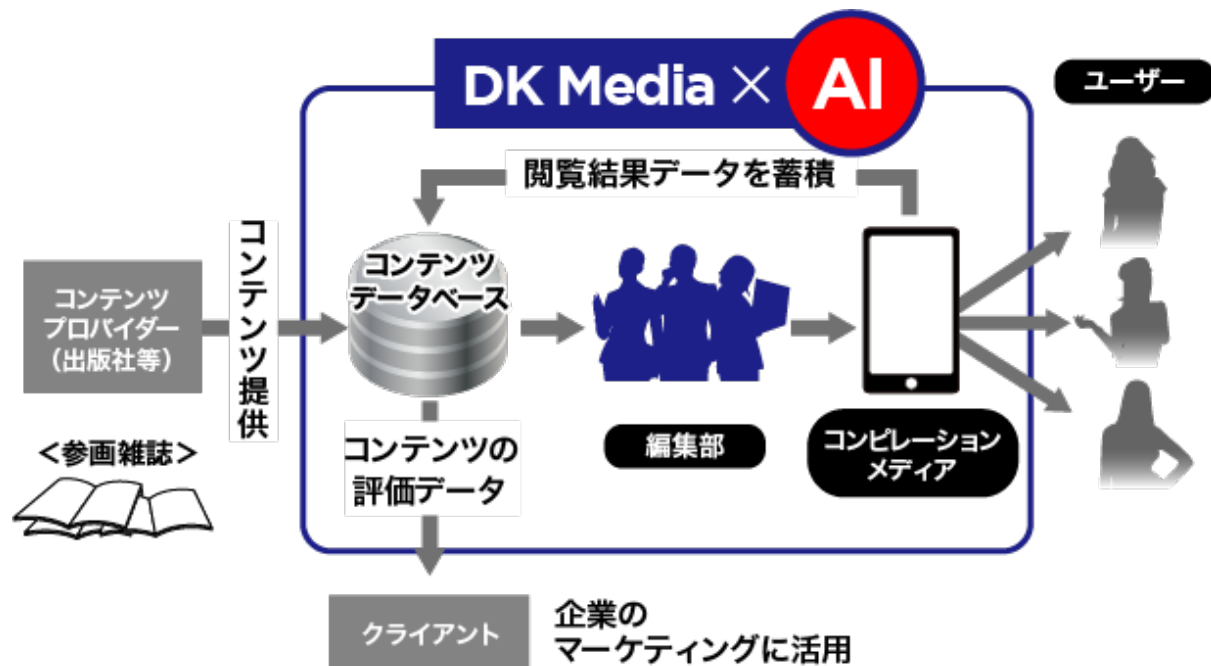 DK Media × AI
ユーザー
閲覧結果データを蓄積
コンテンツ
プロバイダー
（出版社等）
コンテンツ提供
コンテンツ
データベース
編集部
コンピレーション
メディア
＜参画雑誌＞
コンテンツの
評価データ
クライアント
企業の
マーケティングに活用